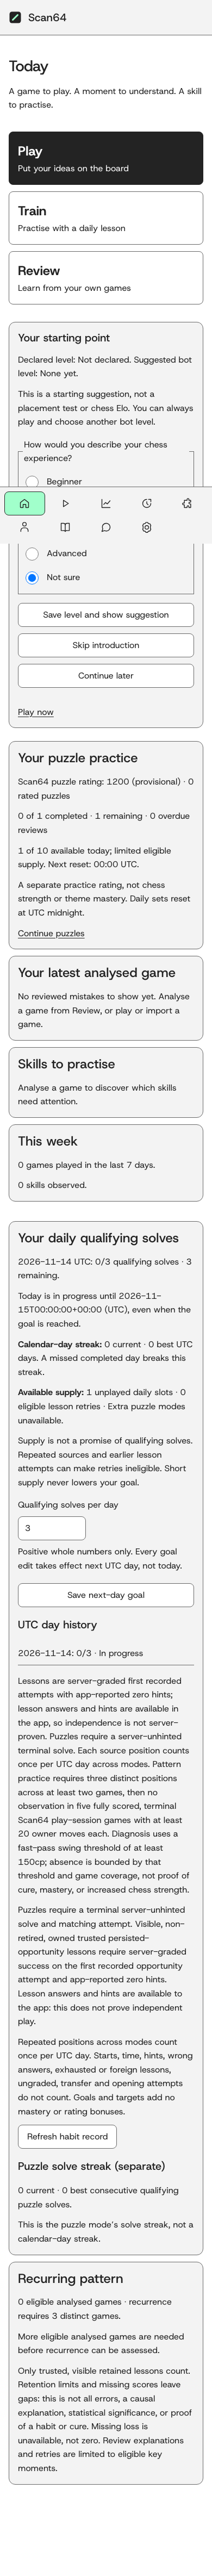 Scan64
Today
A game to play. A moment to understand. A skill
to practise.
Play
Put your ideas on the board
Train
Practise with a daily lesson
Review
Learn from your own games
Your starting point
Declared level: Not declared. Suggested bot
level: None yet.
This is a starting suggestion, not a
placement test or chess Elo. You can always
play and choose another bot level.
How would you describe your chess
experience?
Beginner
Advanced
Not sure
Save level and show suggestion
Skip introduction
Continue later
Play now
Your puzzle practice
Scan64 puzzle rating: 1200 (provisional) · 0
rated puzzles
0 of 1 completed · 1 remaining · 0 overdue
reviews
1 of 10 available today; limited eligible
supply. Next reset: 00:00 UTC.
A separate practice rating, not chess
strength or theme mastery. Daily sets reset
at UTC midnight.
Continue puzzles
Your latest analysed game
No reviewed mistakes to show yet. Analyse
a game from Review, or play or import a
game.
Skills to practise
Analyse a game to discover which skills
need attention.
This week
0 games played in the last 7 days.
0 skills observed.
Your daily qualifying solves
2026-11-14 UTC: 0/3 qualifying solves · 3
remaining.
Today is in progress until 2026-11-
15T00:00:00+00:00 (UTC), even when the
goal is reached.
Calendar-day streak: 0 current · 0 best UTC
days. A missed completed day breaks this
streak.
Available supply: 1 unplayed daily slots · 0
eligible lesson retries · Extra puzzle modes
unavailable.
Supply is not a promise of qualifying solves.
Repeated sources and earlier lesson
attempts can make retries ineligible. Short
supply never lowers your goal.
Qualifying solves per day
3
Positive whole numbers only. Every goal
edit takes effect next UTC day, not today.
Save next-day goal
UTC day history
2026-11-14: 0/3 · In progress
Lessons are server-graded first recorded
attempts with app-reported zero hints;
lesson answers and hints are available in
the app, so independence is not server-
proven. Puzzles require a server-unhinted
terminal solve. Each source position counts
once per UTC day across modes. Pattern
practice requires three distinct positions
across at least two games, then no
observation in five fully scored, terminal
Scan64 play-session games with at least
20 owner moves each. Diagnosis uses a
fast-pass swing threshold of at least
150cp; absence is bounded by that
threshold and game coverage, not proof of
cure, mastery, or increased chess strength.
Puzzles require a terminal server-unhinted
solve and matching attempt. Visible, non-
retired, owned trusted persisted-
opportunity lessons require server-graded
success on the first recorded opportunity
attempt and app-reported zero hints.
Lesson answers and hints are available to
the app: this does not prove independent
play.
Repeated positions across modes count
once per UTC day. Starts, time, hints, wrong
answers, exhausted or foreign lessons,
ungraded, transfer and opening attempts
do not count. Goals and targets add no
mastery or rating bonuses.
Refresh habit record
Puzzle solve streak (separate)
0 current · 0 best consecutive qualifying
puzzle solves.
This is the puzzle mode's solve streak, not a
calendar-day streak.
Recurring pattern
0 eligible analysed games · recurrence
requires 3 distinct games.
More eligible analysed games are needed
before recurrence can be assessed.
Only trusted, visible retained lessons count.
Retention limits and missing scores leave
gaps: this is not all errors, a causal
explanation, statistical significance, or proof
of a habit or cure. Missing loss is
unavailable, not zero. Review explanations
and retries are limited to eligible key
moments.